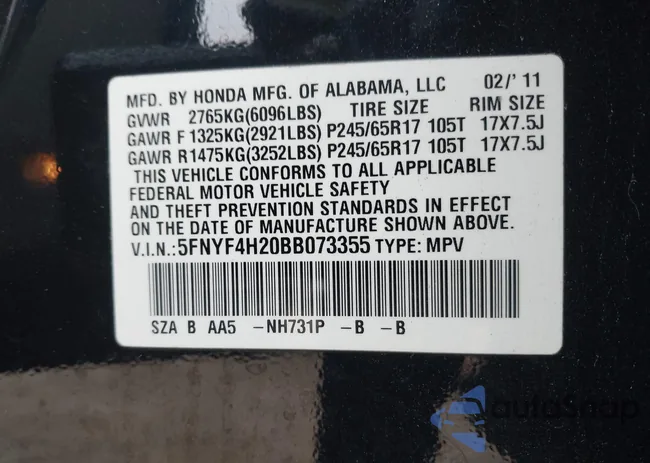 MFD. BY HONDA MFG. OF ALABAMA, LLC 02/'11
GVWR 2765KG(6096LBS) TIRE SIZE RIM SIZE
GAWR F1325KG(2921LBS) P245/65R17 105T 17X7.5J
GAWR R1475KG(3252LBS) P245/65R17 105T 17X7.5J
THIS VEHICLE CONFORMS TO ALL APPLICABLE
FEDERAL MOTOR VEHICLE SAFETY
AND THEFT PREVENTION STANDARDS IN EFFECT
ON THE DATE OF MANUFACTURE SHOWN ABOVE.
V.I.N.:5FNYF4H20BB073355 TYPE: MPV
SZA B AA5 -NH731P -B -B
autoSnap